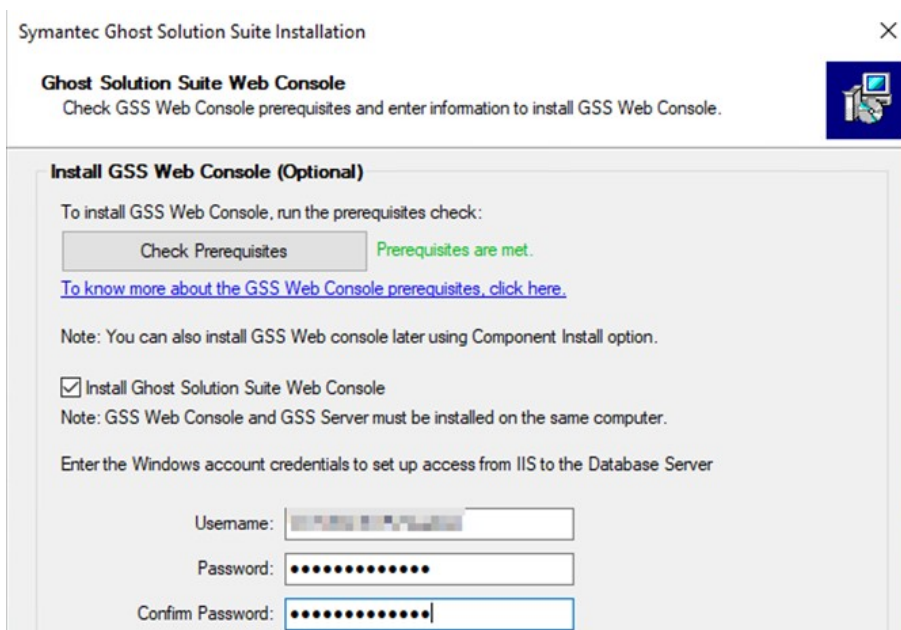 Symantec Ghost Solution Suite Installation
Ghost Solution Suite Web Console
Check GSS Web Console prerequisites and enter information to install GSS Web Console.
Install GSS Web Console (Optional)
To install GSS Web Console, run the prerequisites check:
Check Prerequisites
Prerequisites are met.
To know more about the GSS Web Console prerequisites, click here.
Note: You can also install GSS Web console later using Component Install option.
Install Ghost Solution Suite Web Console
Note: GSS Web Console and GSS Server must be installed on the same computer.
Enter the Windows account credentials to set up access from IIS to the Database Server
Username:
Password: •••••••••••••
Confirm Password: •••••••••••••